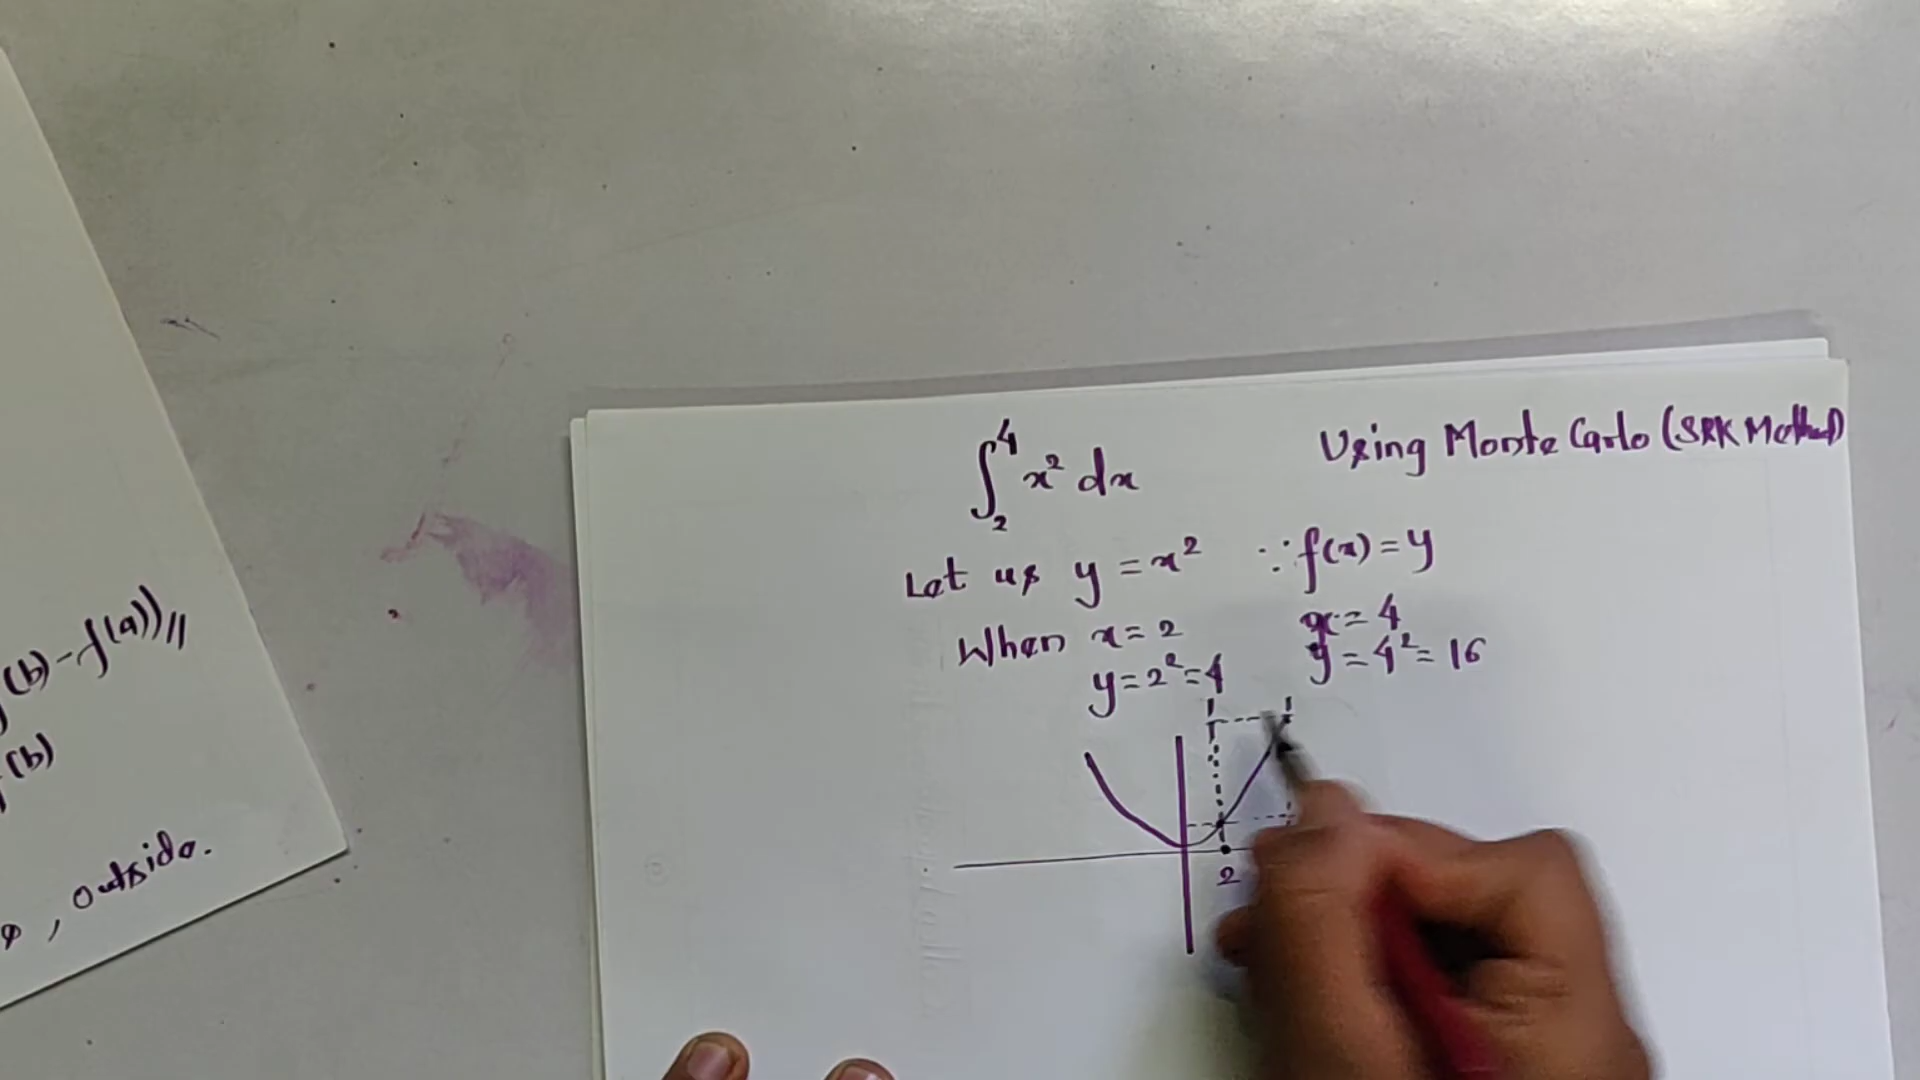 ∫₂⁴ x² dx Using Monte Carlo (SRK Method)
Let us y = x² ∵ f(x) = y
When x = 2 x = 4
y = 2² = 4 y = 4² = 16
2
(b) - f(a)) //
(b)
, outside.